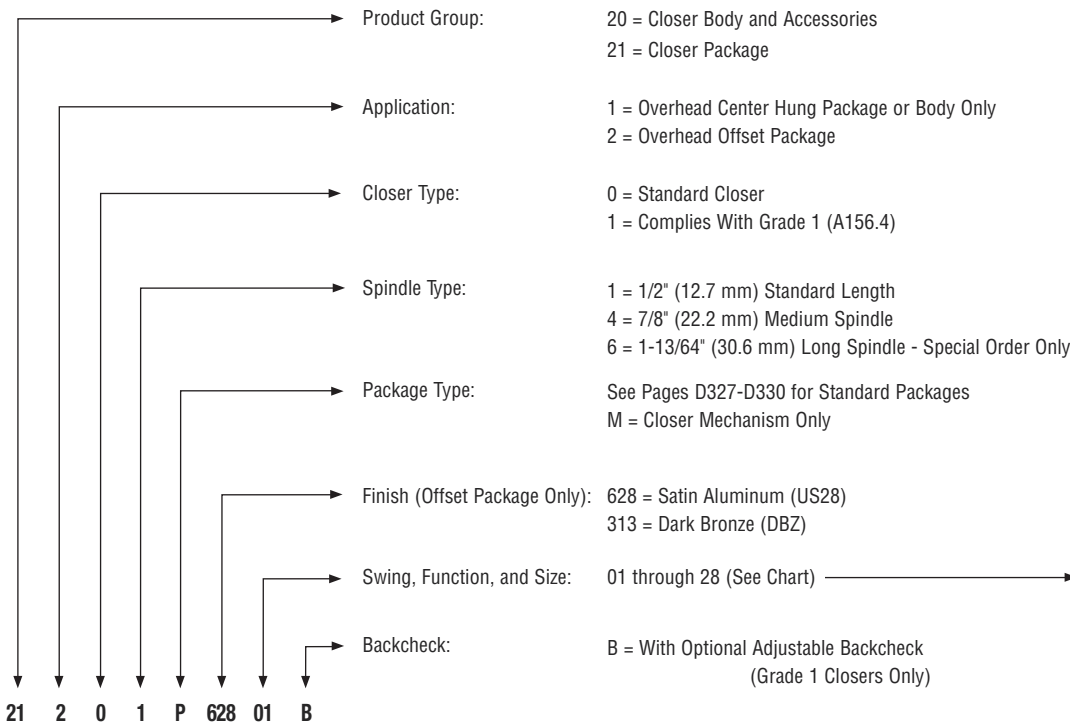 Product Group: 20 = Closer Body and Accessories
21 = Closer Package
Application: 1 = Overhead Center Hung Package or Body Only
2 = Overhead Offset Package
Closer Type: 0 = Standard Closer
1 = Complies With Grade 1 (A156.4)
Spindle Type: 1 = 1/2" (12.7 mm) Standard Length
4 = 7/8" (22.2 mm) Medium Spindle
6 = 1-13/64" (30.6 mm) Long Spindle - Special Order Only
Package Type: See Pages D327-D330 for Standard Packages
M = Closer Mechanism Only
Finish (Offset Package Only): 628 = Satin Aluminum (US28)
313 = Dark Bronze (DBZ)
Swing, Function, and Size: 01 through 28 (See Chart)
Backcheck: B = With Optional Adjustable Backcheck
(Grade 1 Closers Only)
21 2 0 1 P 628 01 B